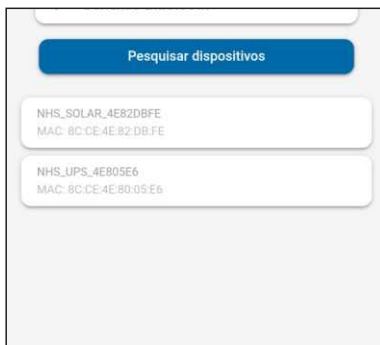 Pesquisar dispositivos
NHS_SOLAR_4E82DBFE
MAC: 8C:CE:4E:82:DB:FE
NHS_UPS_4E805E6
MAC: 8C:CE:4E:80:05:E6